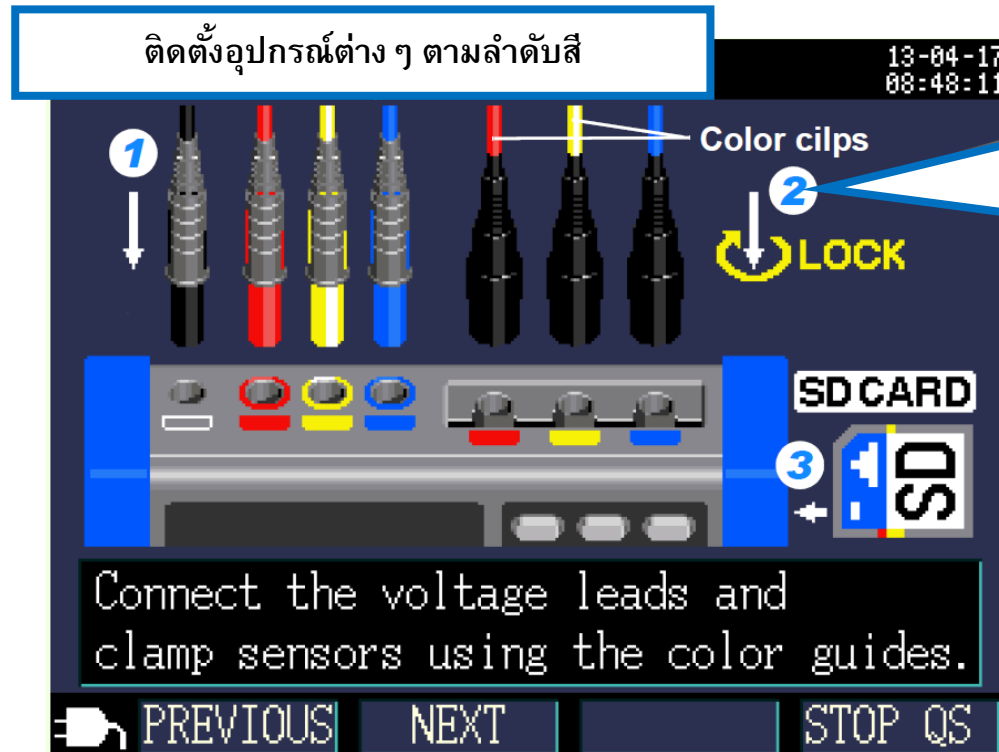 ติดตั้งอุปกรณ์ต่าง ๆ ตามลำดับสี
13-04-17
08:48:11
1
Color cilps
2
LOCK
SD CARD
3
SD
Connect the voltage leads and
clamp sensors using the color guides.
PREVIOUS NEXT STOP QS